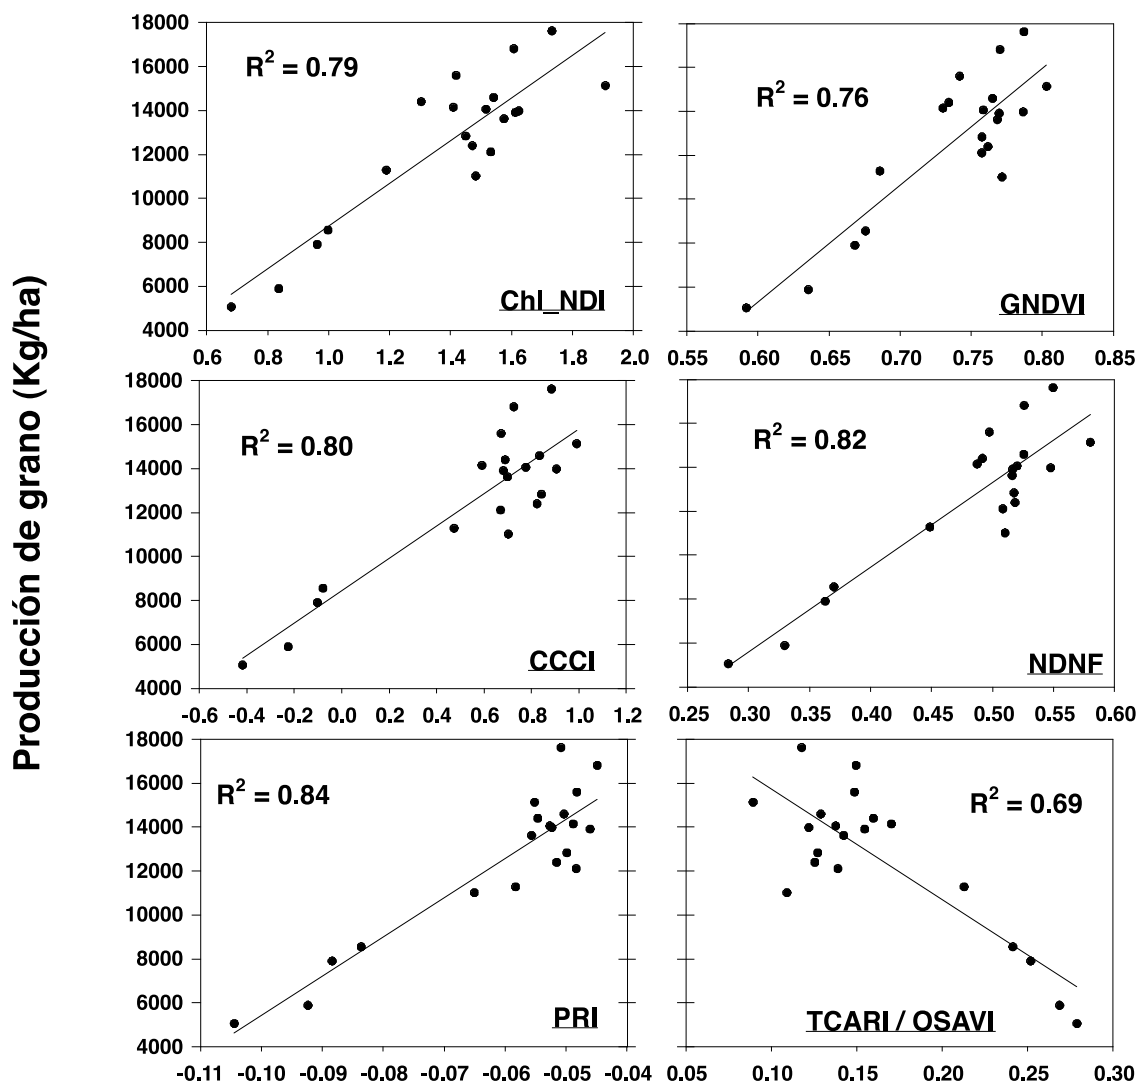 Producción de grano (Kg/ha)
18000
16000
14000
12000
10000
8000
6000
4000
R² = 0.79
Chl_NDI
0.6 0.8 1.0 1.2 1.4 1.6 1.8 2.0
R² = 0.76
GNDVI
0.55 0.60 0.65 0.70 0.75 0.80 0.85
18000
16000
14000
12000
10000
8000
6000
4000
R² = 0.80
CCCI
-0.6 -0.4 -0.2 0.0 0.2 0.4 0.6 0.8 1.0 1.2
R² = 0.82
NDNF
0.25 0.30 0.35 0.40 0.45 0.50 0.55 0.60
18000
16000
14000
12000
10000
8000
6000
4000
R² = 0.84
PRI
-0.11 -0.10 -0.09 -0.08 -0.07 -0.06 -0.05 -0.04
R² = 0.69
TCARI / OSAVI
0.05 0.10 0.15 0.20 0.25 0.30